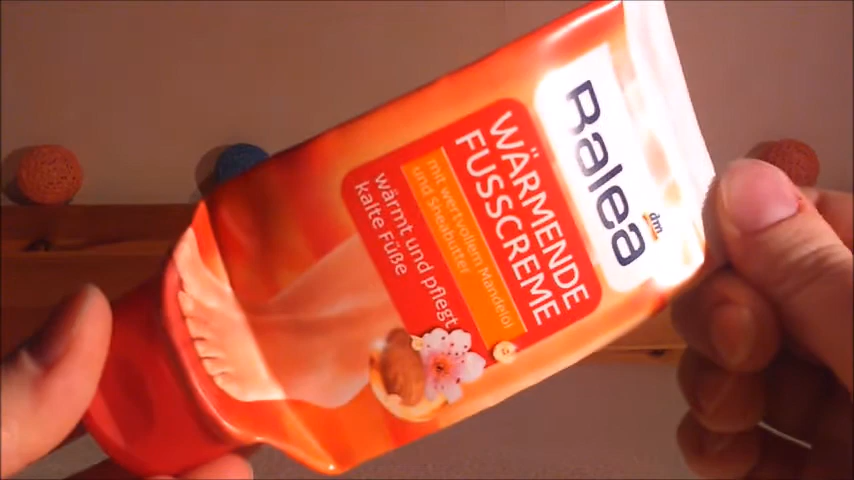 Balea
dm
WÄRMENDE
FUSSCREME
mit wertvollem Mandelöl
und Sheabutter
wärmt und pflegt
kalte Füße